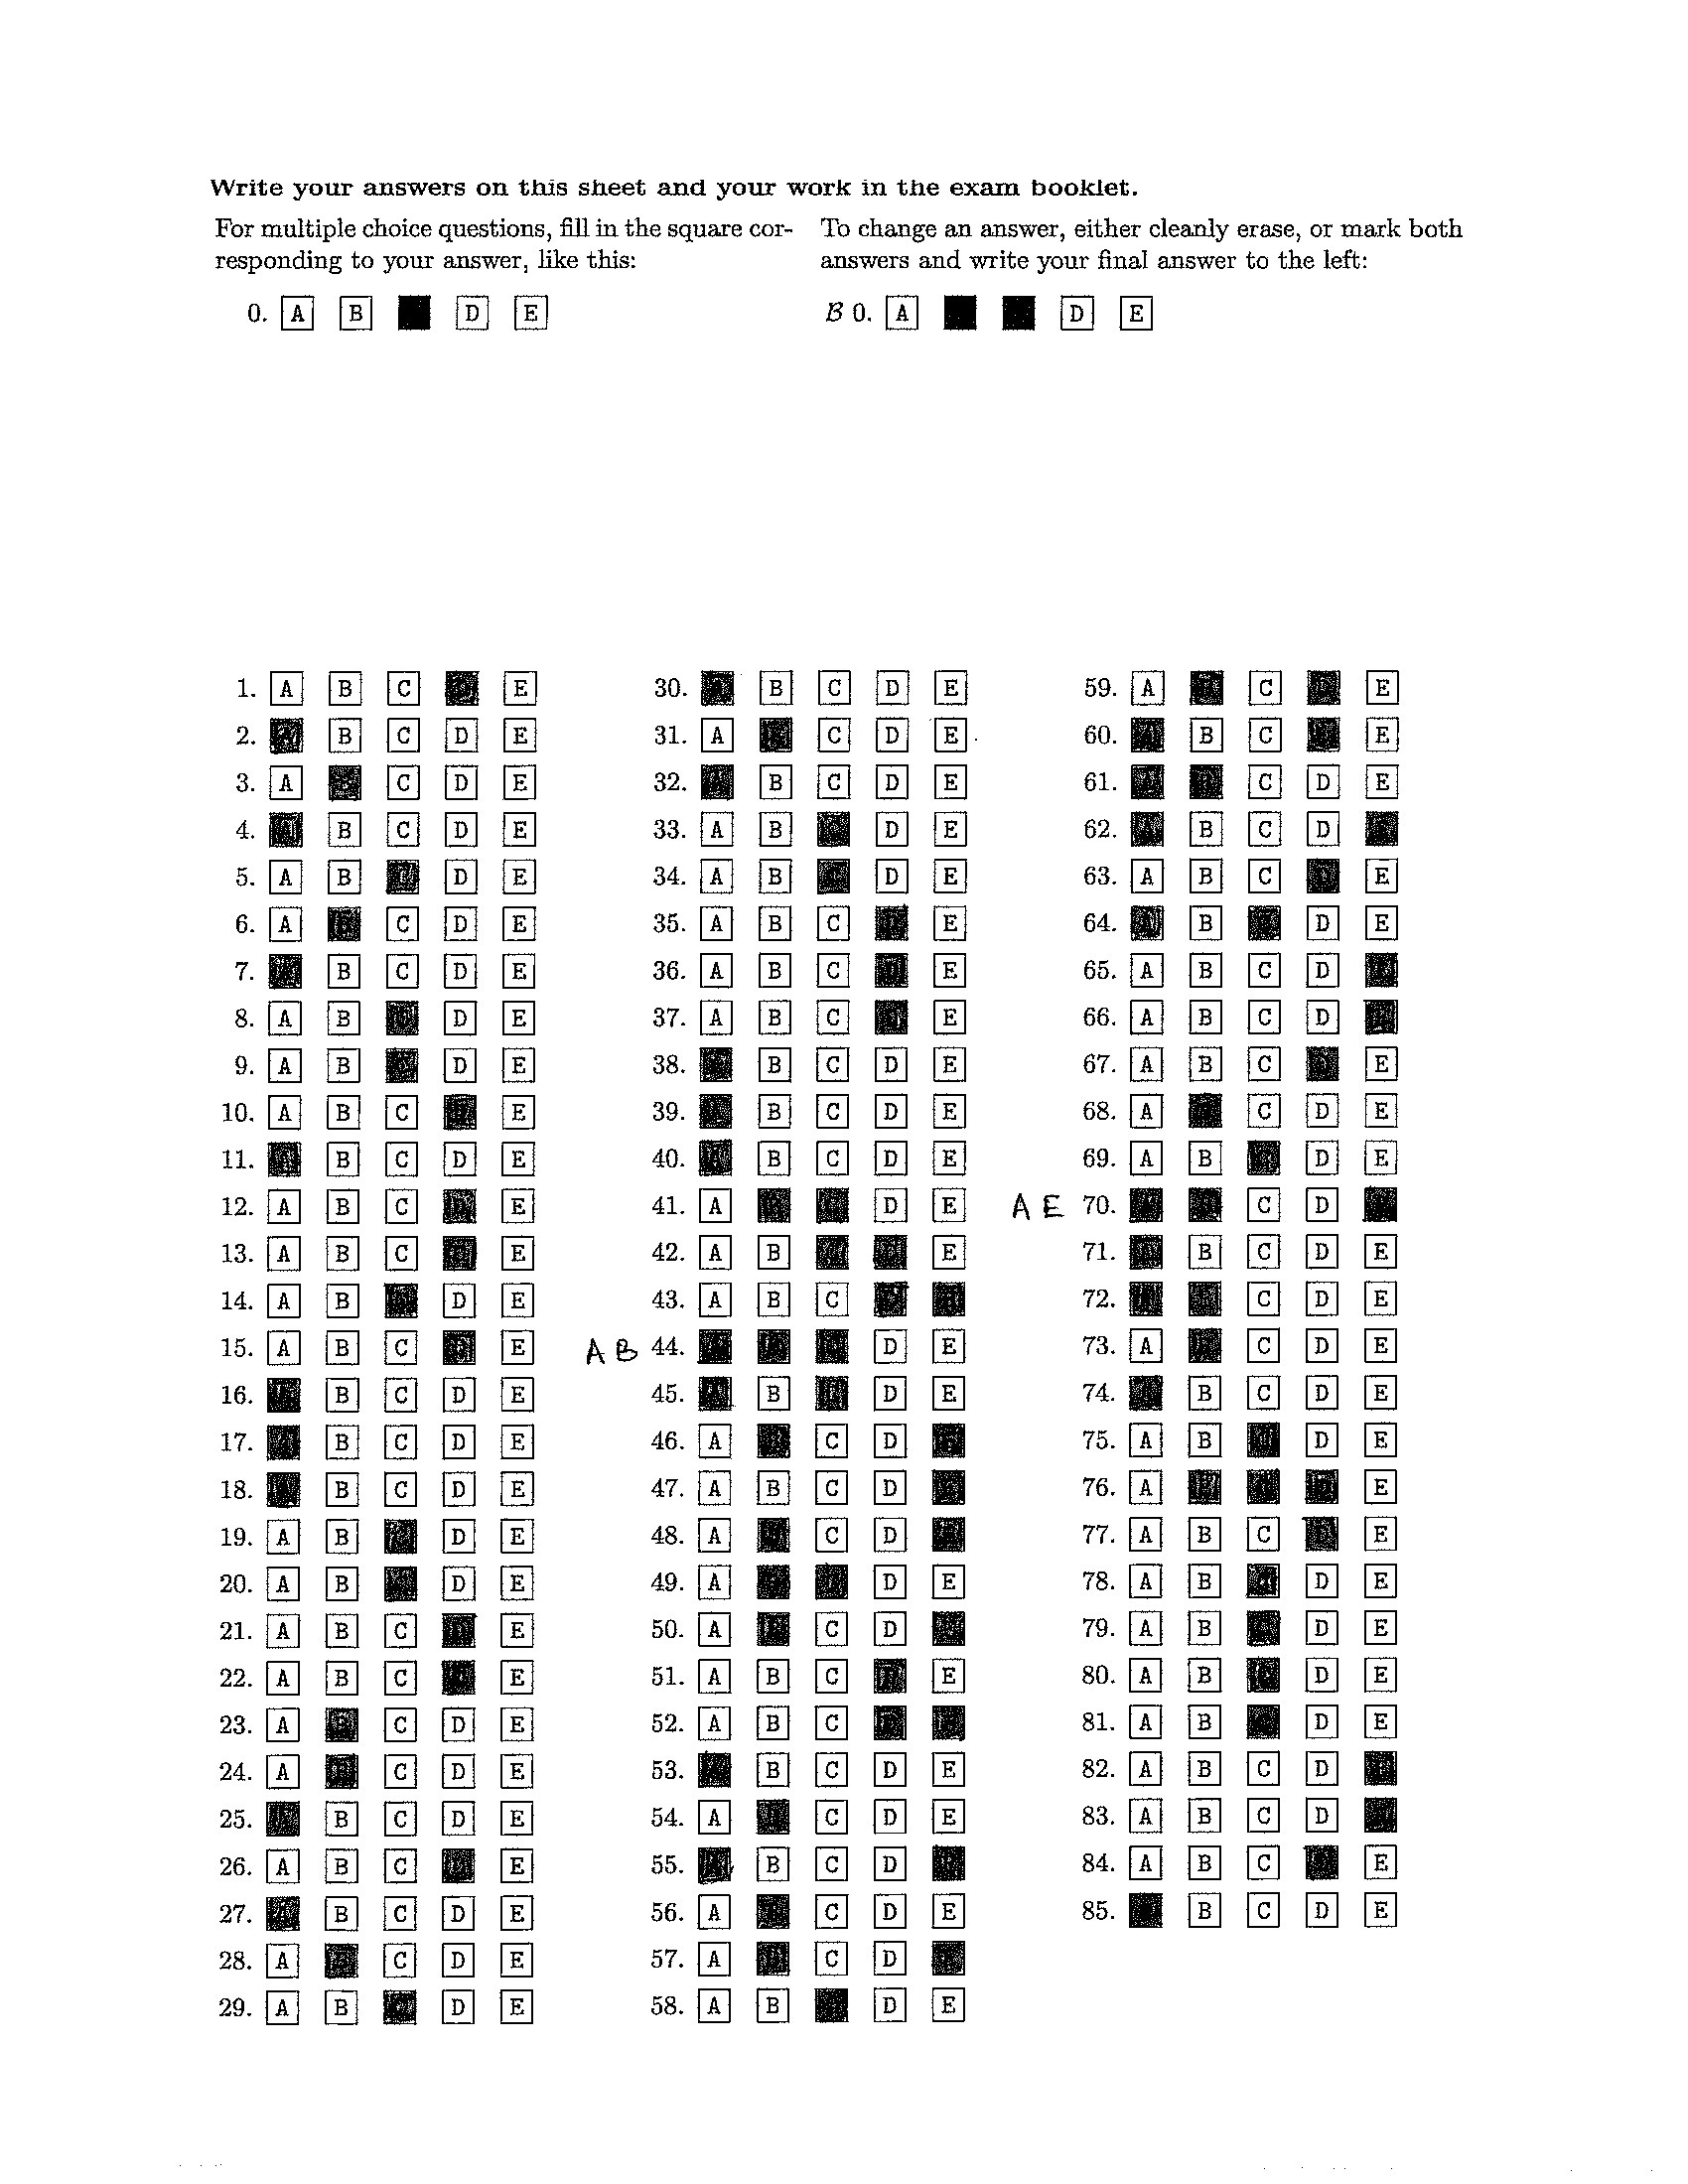 Write your answers on this sheet and your work in the exam booklet.
For multiple choice questions, fill in the square cor-
responding to your answer, like this:
0. A B D E
To change an answer, either cleanly erase, or mark both
answers and write your final answer to the left:
B 0. A D E
1. A B C E
2. B C D E
3. A C D E
4. B C D E
5. A B D E
6. A C D E
7. B C D E
8. A B D E
9. A B D E
10. A B C E
11. B C D E
12. A B C E
13. A B C E
14. A B D E
15. A B C E
16. B C D E
17. B C D E
18. B C D E
19. A B D E
20. A B D E
21. A B C E
22. A B C E
23. A C D E
24. A C D E
25. B C D E
26. A B C E
27. B C D E
28. A C D E
29. A B D E
30. B C D E
31. A C D E
32. B C D E
33. A B D E
34. A B D E
35. A B C E
36. A B C E
37. A B C E
38. B C D E
39. B C D E
40. B C D E
41. A D E
42. A B E
43. A B C
A B 44. D E
45. B D E
46. A C D
47. A B C D
48. A C D
49. A D E
50. A C D
51. A B C E
52. A B C
53. B C D E
54. A C D E
55. B C D
56. A C D E
57. A C D
58. A B D E
59. A C E
60. B C E
61. C D E
62. B C D
63. A B C E
64. B D E
65. A B C D
66. A B C D
67. A B C E
68. A C D E
69. A B D E
A E 70. C D
71. B C D E
72. C D E
73. A C D E
74. B C D E
75. A B D E
76. A E
77. A B C E
78. A B D E
79. A B D E
80. A B D E
81. A B D E
82. A B C D
83. A B C D
84. A B C E
85. B C D E